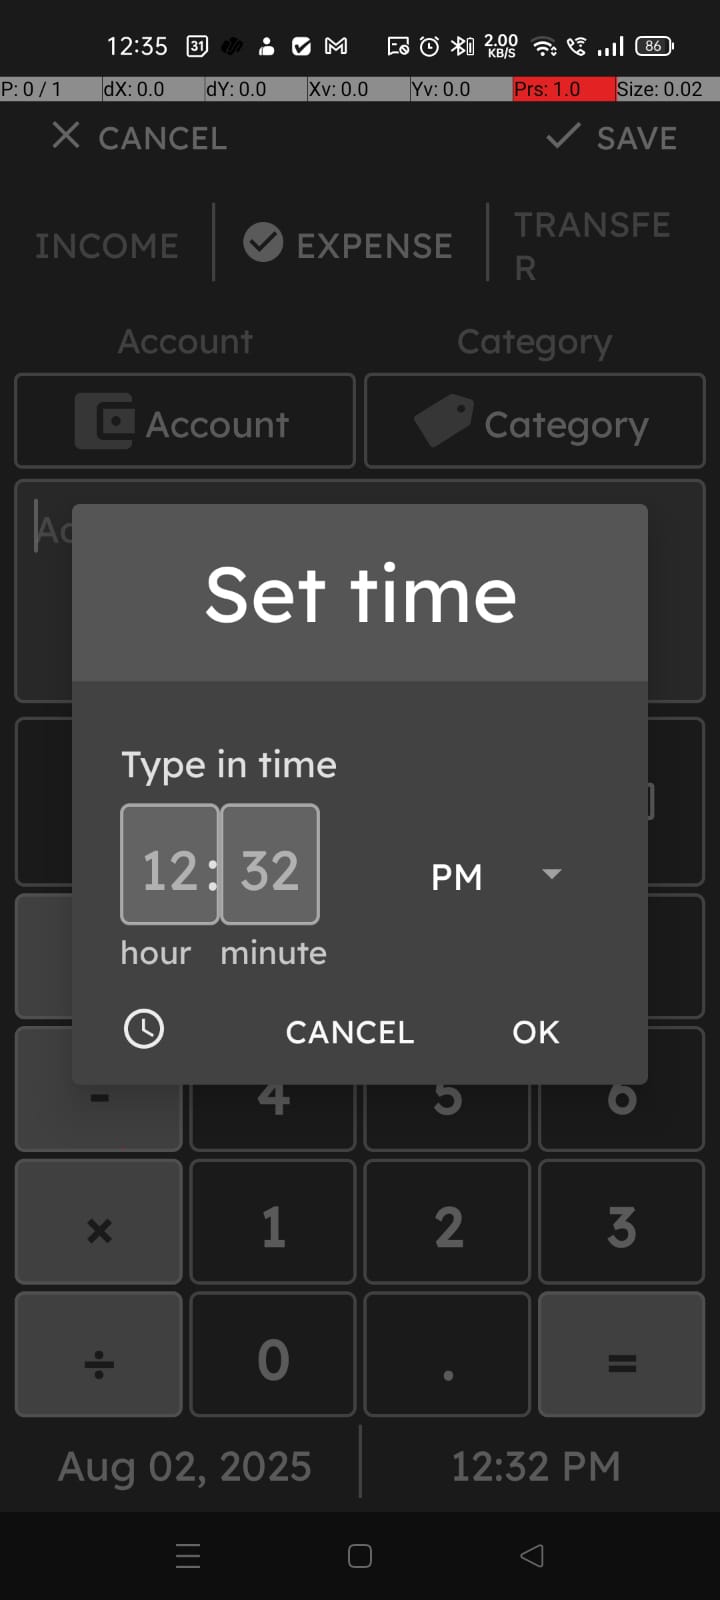 12:35 31 2.00 KB/S 86
P: 0 / 1 dX: 0.0 dY: 0.0 Xv: 0.0 Yv: 0.0 Prs: 1.0 Size: 0.02
CANCEL SAVE
INCOME EXPENSE TRANSFE
R
Account Category
Account Category
Ac
Set time
Type in time
12:32 PM
hour minute
CANCEL OK
- 4 5 6
× 1 2 3
÷ 0 . =
Aug 02, 2025 12:32 PM